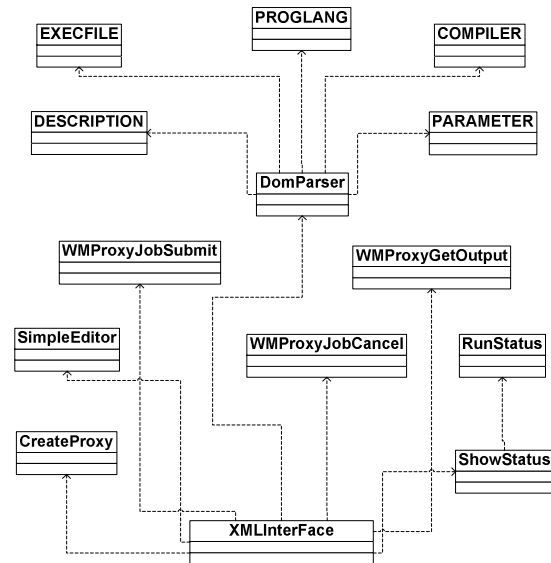 PROGLANG
EXECFILE
COMPILER
DESCRIPTION
PARAMETER
DomParser
WMProxyJobSubmit
WMProxyGetOutput
SimpleEditor
WMProxyJobCancel
RunStatus
CreateProxy
ShowStatus
XMLInterFace